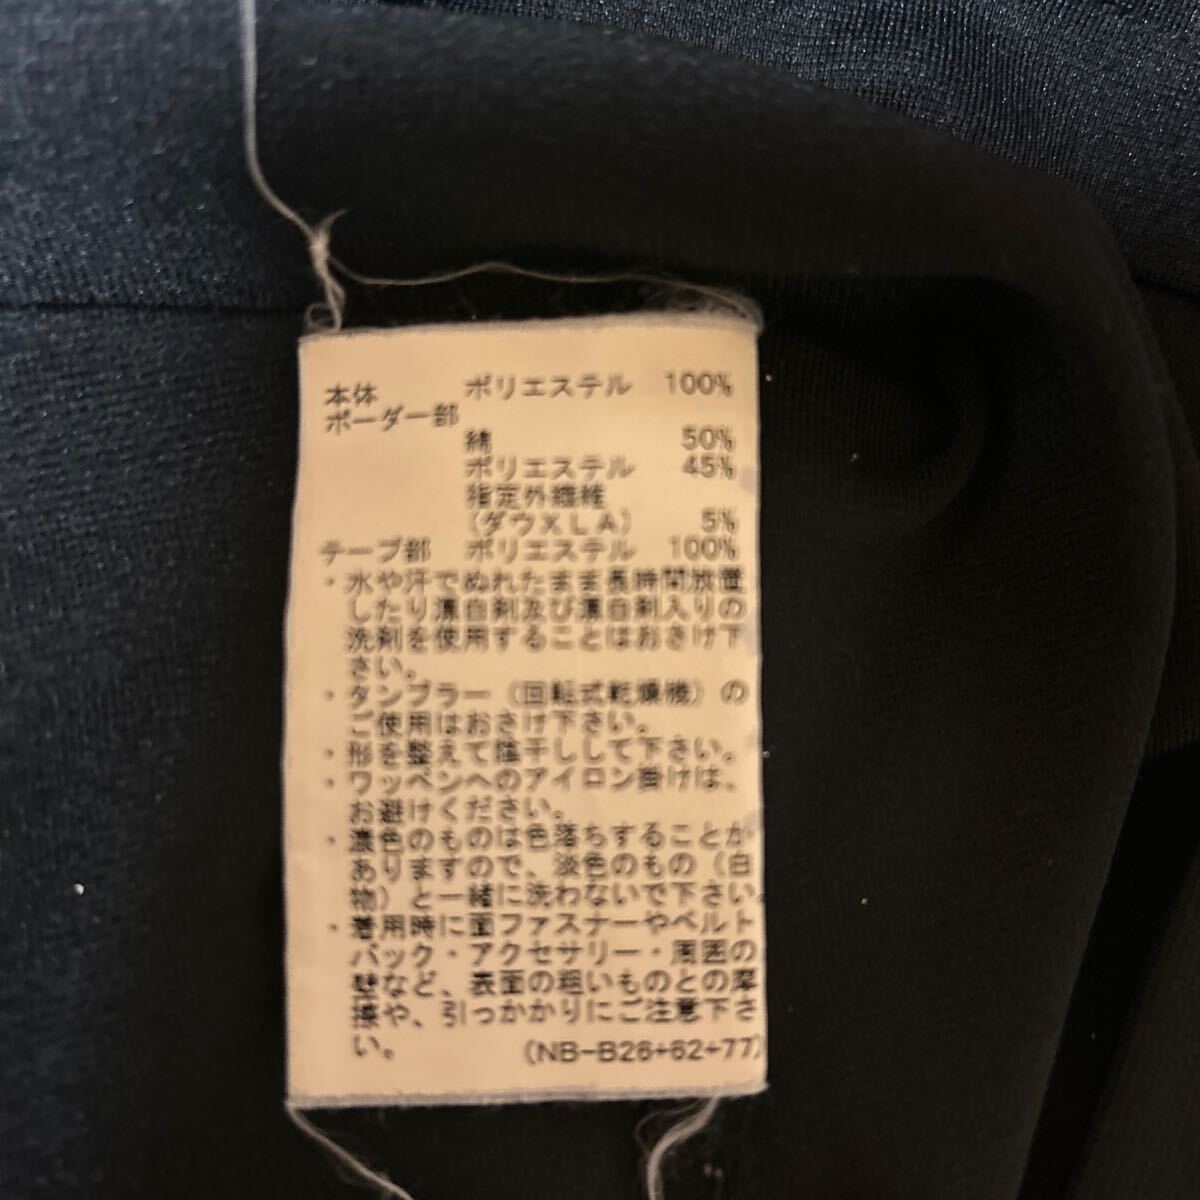 本体 ポリエステル 100%
ボーダー部
綿 50%
ポリエステル 45%
指定外繊維
(ダウXLA) 5%
テープ部 ポリエステル 100%
・水や汗でぬれたまま長時間放置
したり漂白剤及び漂白剤入りの
洗剤を使用することはおさけ下
さい。
・タンブラー(回転式乾燥機)の
ご使用はおさけ下さい。
・形を整えて陰干しして下さい。
・ワッペンへのアイロン掛けは、
お避けください。
・濃色のものは色落ちすることが
ありますので、淡色のもの(白
物)と一緒に洗わないで下さい。
・着用時に面ファスナーやベルト
バック・アクセサリー・周囲の
壁など、表面の粗いものとの摩
擦や、引っかかりにご注意下さ
い。 (NB-B26+62+77)